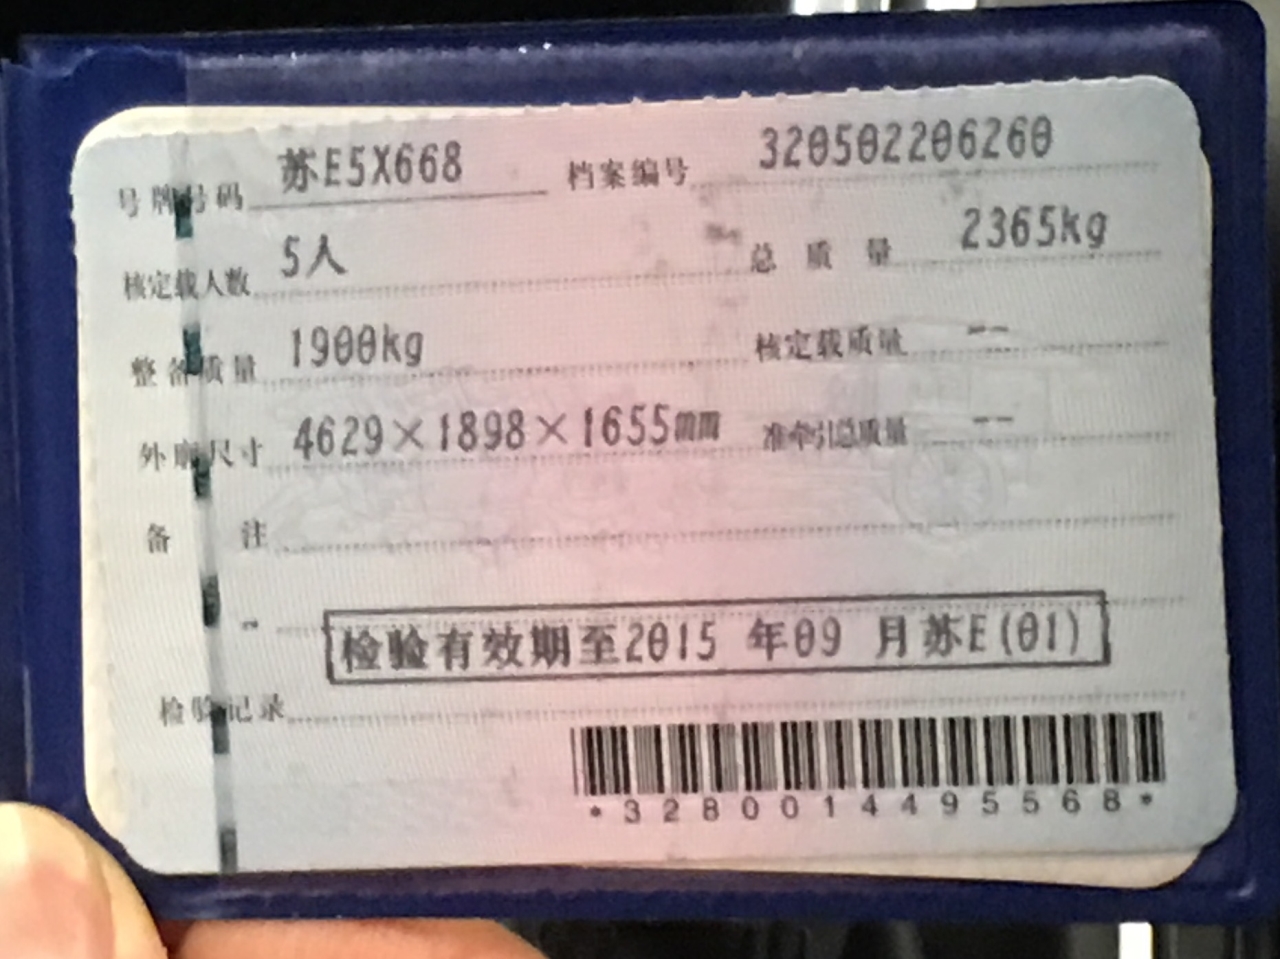 号牌号码 苏E5X668 档案编号 320502206260
核定载人数 5人 总质量 2365kg
整备质量 1900kg 核定载质量 --
外廓尺寸 4629×1898×1655mm 准牵引总质量 --
备注
检验有效期至2015 年09 月苏E(01)
检验记录
*3280014495568*